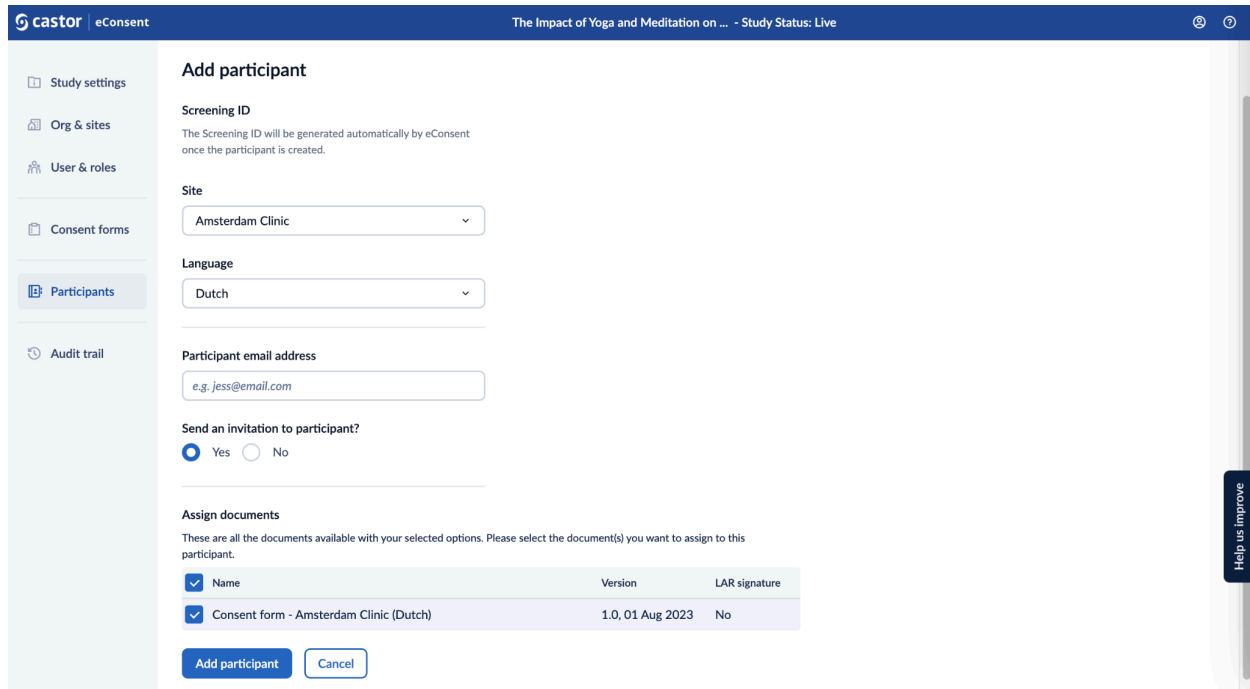 castor eConsent
The Impact of Yoga and Meditation on ... - Study Status: Live
Study settings
Org & sites
User & roles
Consent forms
Participants
Audit trail
Add participant
Screening ID
The Screening ID will be generated automatically by eConsent
once the participant is created.
Site
Amsterdam Clinic
Language
Dutch
Participant email address
e.g. jess@email.com
Send an invitation to participant?
Yes No
Assign documents
These are all the documents available with your selected options. Please select the document(s) you want to assign to this
participant.
Name Version LAR signature
Consent form - Amsterdam Clinic (Dutch) 1.0, 01 Aug 2023 No
Add participant Cancel
Help us improve